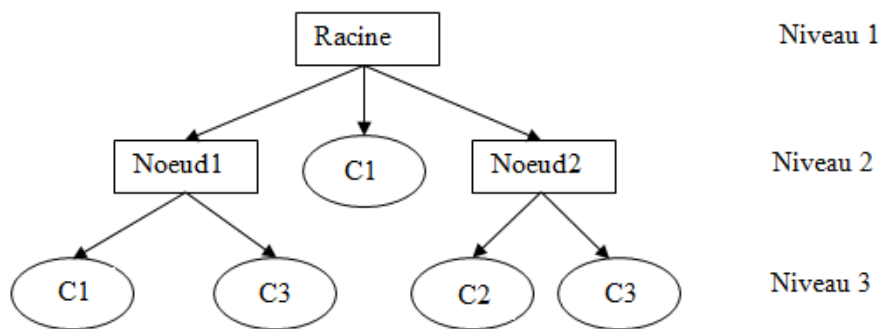 Racine Niveau 1
Noeud1 C1 Noeud2 Niveau 2
C1 C3 C2 C3 Niveau 3